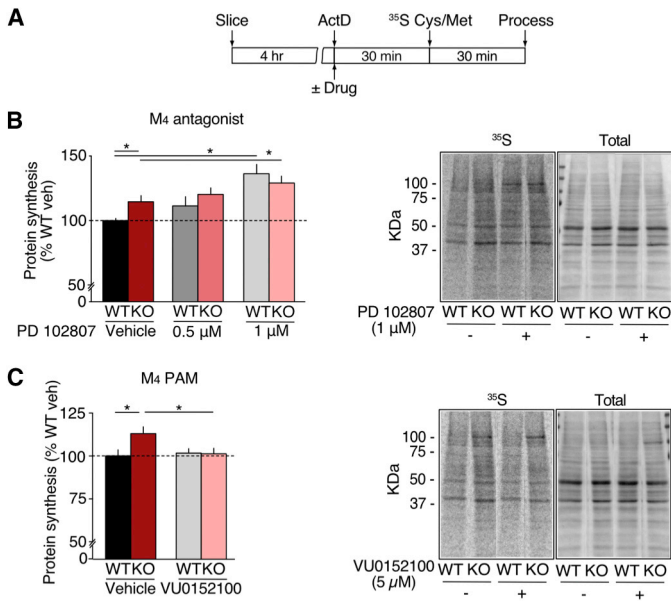 A
Slice ActD ³⁵S Cys/Met Process
4 hr 30 min 30 min
± Drug
B
M₄ antagonist
Protein synthesis
(% WT veh)
150
100
50
0
* * *
WT KO WT KO WT KO
PD 102807 Vehicle 0.5 µM 1 µM
³⁵S Total
KDa
100 -
75 -
50 -
37 -
PD 102807 WT KO WT KO WT KO WT KO
(1 µM) - + - +
C
M₄ PAM
Protein synthesis (% WT veh)
125
100
75
0
* *
WT KO WT KO
Vehicle VU0152100
³⁵S Total
KDa
100 -
75 -
50 -
37 -
VU0152100 WT KO WT KO WT KO WT KO
(5 µM) - + - +